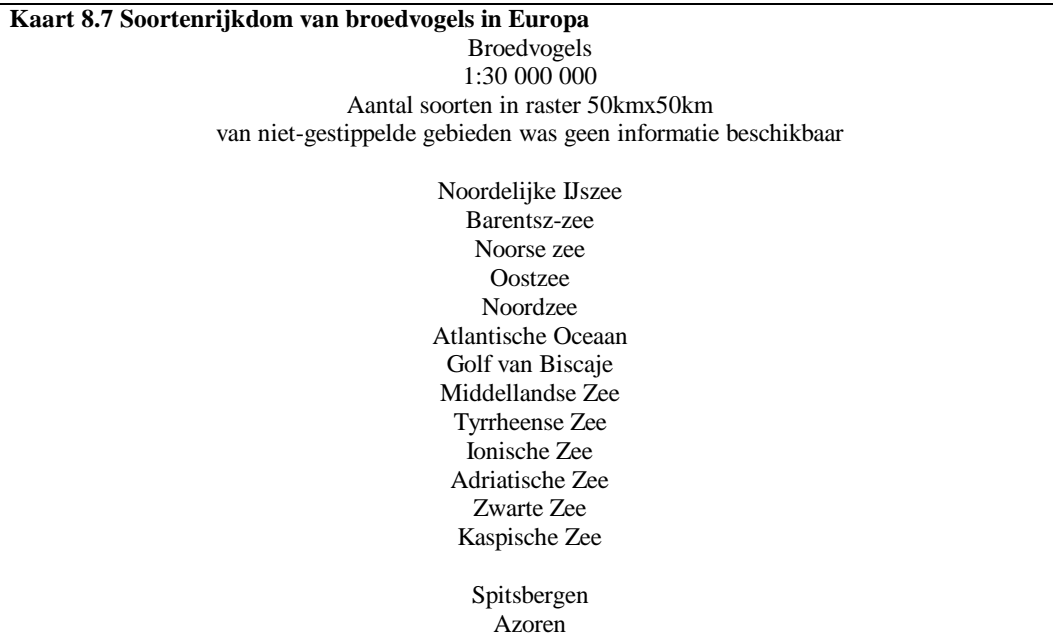 Kaart 8.7 Soortenrijkdom van broedvogels in Europa
Broedvogels
1:30 000 000
Aantal soorten in raster 50kmx50km
van niet-gestippelde gebieden was geen informatie beschikbaar
Noordelijke IJszee
Barentsz-zee
Noorse zee
Oostzee
Noordzee
Atlantische Oceaan
Golf van Biscaje
Middellandse Zee
Tyrrheense Zee
Ionische Zee
Adriatische Zee
Zwarte Zee
Kaspische Zee
Spitsbergen
Azoren